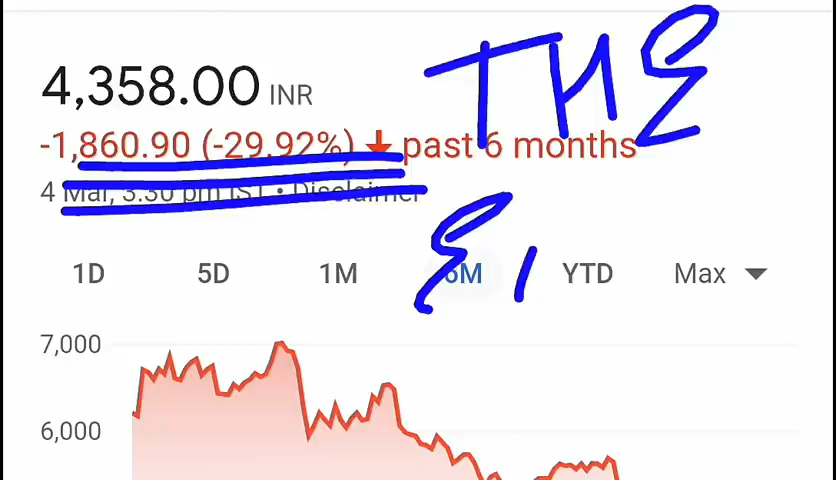 4,358.00 INR
THE
-1,860.90 (-29.92%) past 6 months
4 Mar, 3:30 pm IST • Disclaimer
1D 5D 1M 6M YTD Max
7,000
6,000